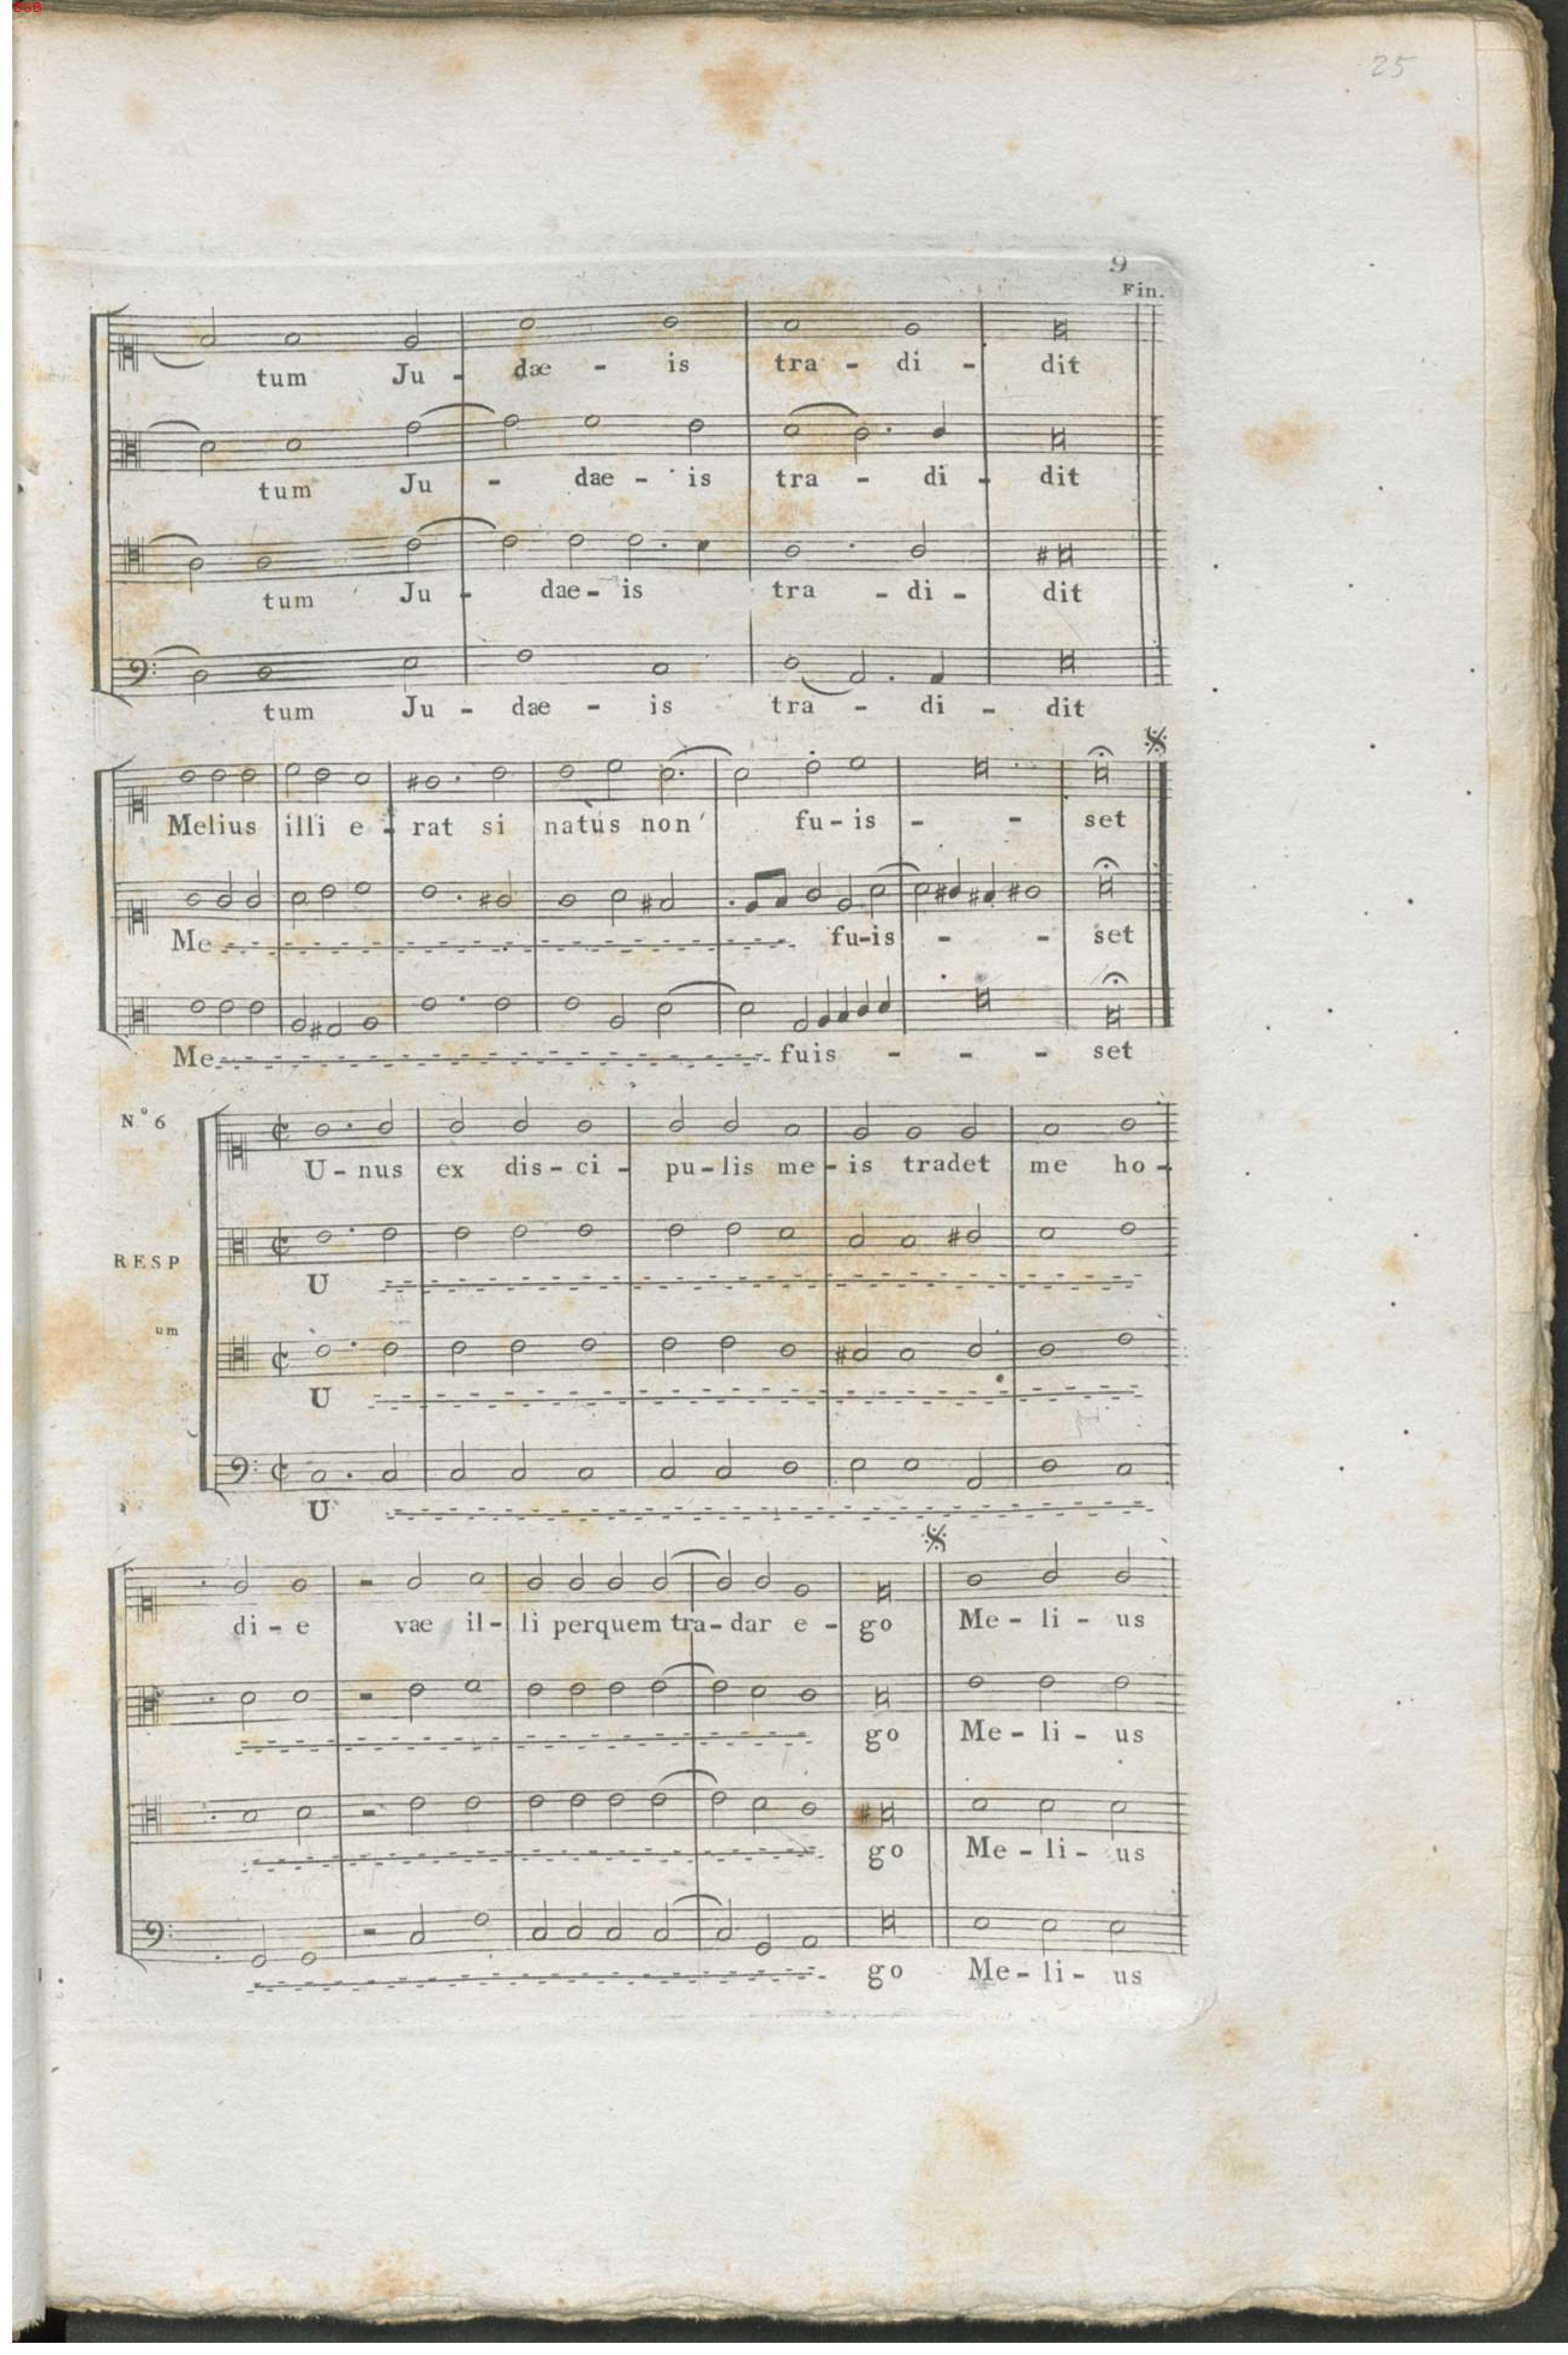 BSB
25
9
Fin.
tum Ju - dae - is tra - di - dit
tum Ju - dae - is tra - di - dit
tum Ju - dae - is tra - di - dit
tum Ju - dae - is tra - di - dit
Melius illi e - rat si natus non fu - is - - set
Me fu-is - - set
Me fuis - - - set
N° 6
U - nus ex dis - ci - pu - lis me - is tradet me ho -
RESP
U
um
U
U
di - e vae il - li perquem tra - dar e - go Me - li - us
go Me - li - us
go Me - li - us
go Me - li - us